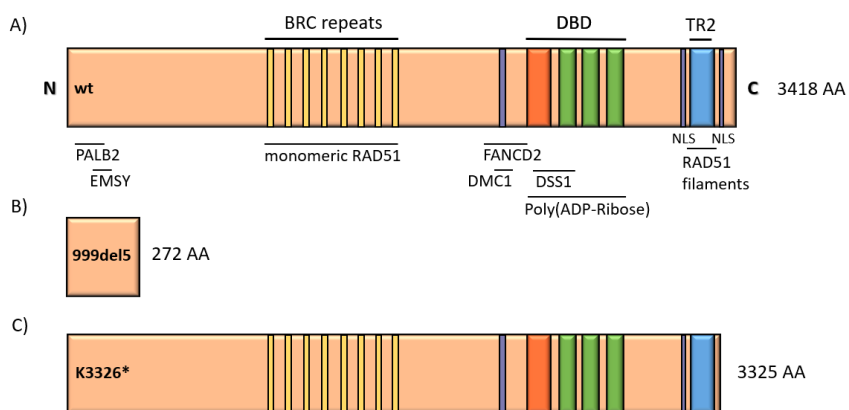 A)
BRC repeats
DBD
TR2
N
wt
C
3418 AA
NLS
NLS
PALB2
monomeric RAD51
FANCD2
RAD51
filaments
EMSY
DMC1
DSS1
Poly(ADP-Ribose)
B)
999del5
272 AA
C)
K3326*
3325 AA